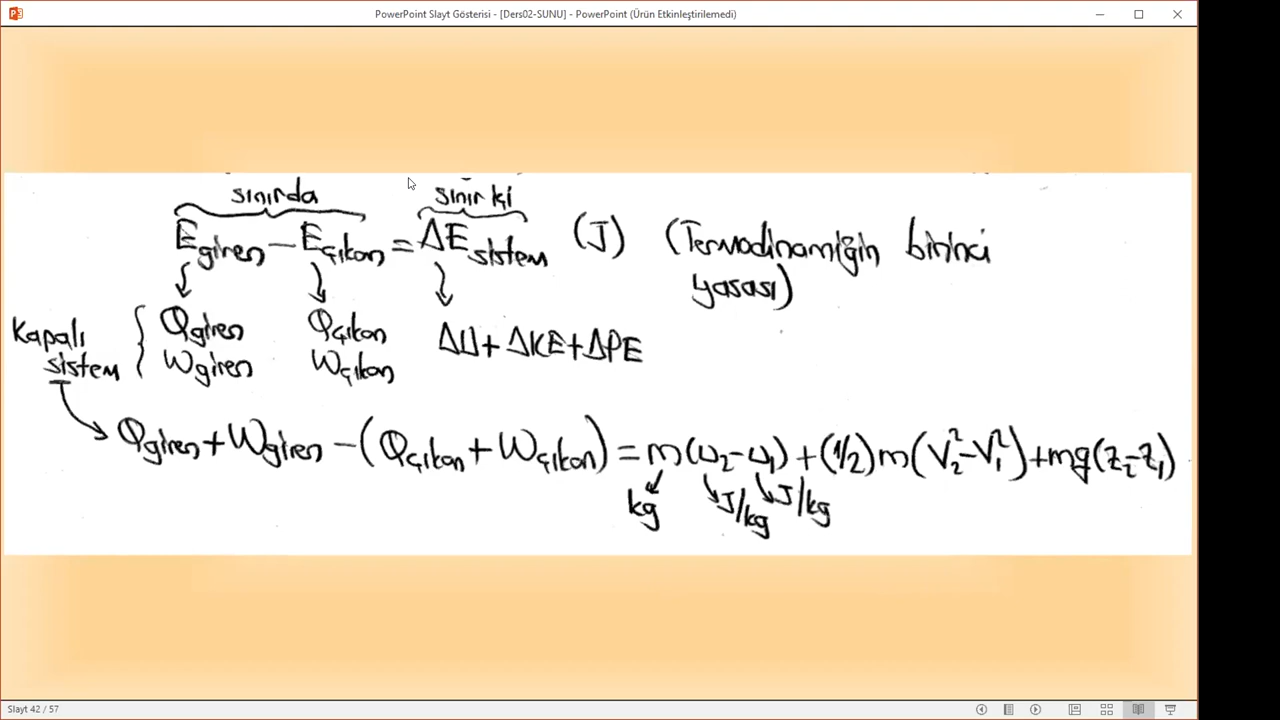 PowerPoint Slayt Gösterisi - [Ders02-SUNU] - PowerPoint (Ürün Etkinleştirilemedi)
sınırda sınır içi
Egiren - Eçıkan = ΔEsistem (J) (Termodinamiğin birinci
yasası)
Kapalı
sistem
Qgiren Qçıkan
Wgiren Wçıkan
ΔU + ΔKE + ΔPE
Qgiren + Wgiren - (Qçıkan + Wçıkan) = m(u₂-u₁) + (1/2)m(V₂²-V₁²) + mg(z₂-z₁)
kg J/kg J/kg
Slayt 42 / 57